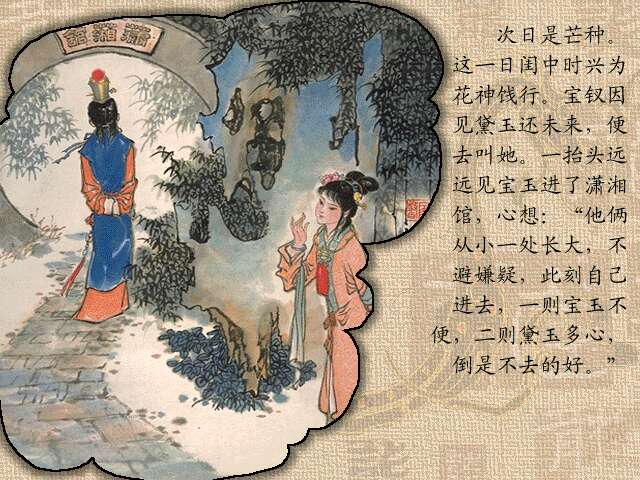 潇湘馆
次日是芒种。
这一日闺中时兴为
花神饯行。宝钗因
见黛玉还未来，便
去叫她。一抬头远
远见宝玉进了潇湘
馆，心想：“他俩
从小一处长大，不
避嫌疑，此刻自己
进去，一则宝玉不
便，二则黛玉多心，
倒是不去的好。”